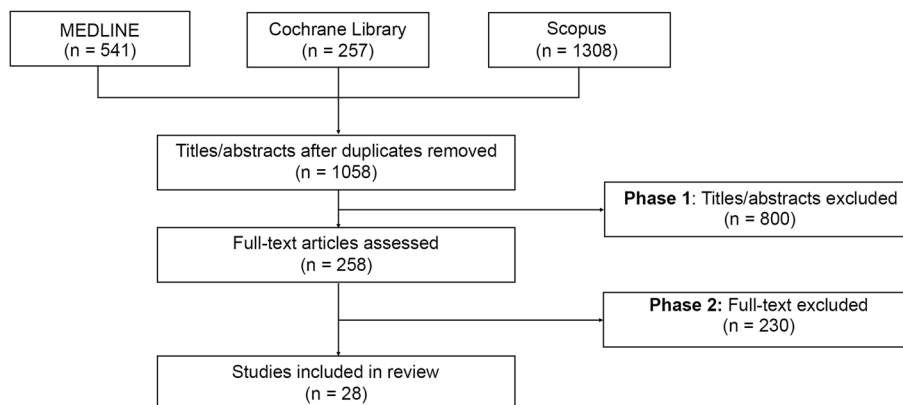 MEDLINE
(n = 541)
Cochrane Library
(n = 257)
Scopus
(n = 1308)
Titles/abstracts after duplicates removed
(n = 1058)
Phase 1: Titles/abstracts excluded
(n = 800)
Full-text articles assessed
(n = 258)
Phase 2: Full-text excluded
(n = 230)
Studies included in review
(n = 28)